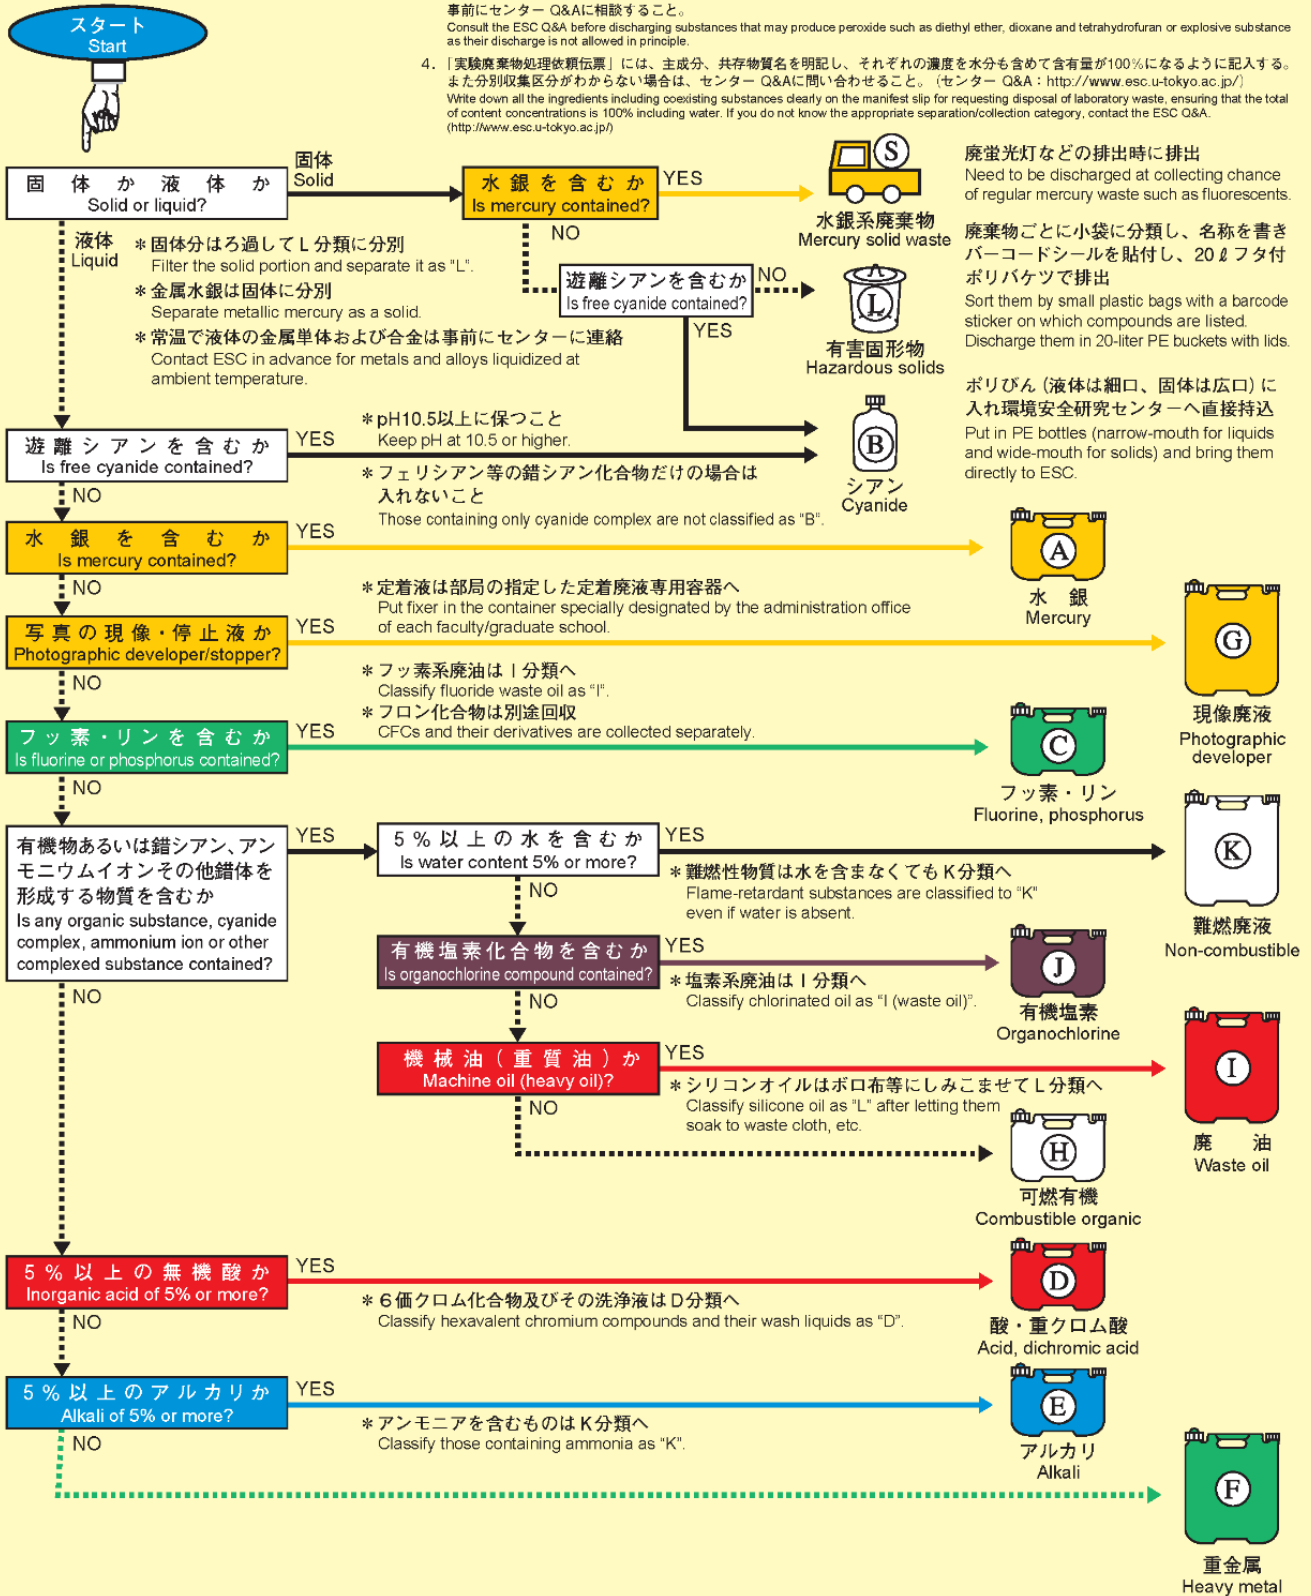 スタート
Start
事前にセンター Q&Aに相談すること。
Consult the ESC Q&A before discharging substances that may produce peroxide such as diethyl ether, dioxane and tetrahydrofuran or explosive substance
as their discharge is not allowed in principle.
4．「実験廃棄物処理依頼伝票」には、主成分、共存物質名を明記し、それぞれの濃度を水分も含めて含有量が100％になるように記入する。
また分別収集区分がわからない場合は、センター Q&Aに問い合わせること。（センター Q&A：http://www.esc.u-tokyo.ac.jp/）
Write down all the ingredients including coexisting substances clearly on the manifest slip for requesting disposal of laboratory waste, ensuring that the total
of content concentrations is 100% including water. If you do not know the appropriate separation/collection category, contact the ESC Q&A.
(http://www.esc.u-tokyo.ac.jp/)
固体か液体か
Solid or liquid?
固体
Solid
水銀を含むか
Is mercury contained?
YES
NO
S
水銀系廃棄物
Mercury solid waste
廃蛍光灯などの排出時に排出
Need to be discharged at collecting chance
of regular mercury waste such as fluorescents.
液体
Liquid
＊固体分はろ過してL分類に分別
Filter the solid portion and separate it as "L".
＊金属水銀は固体に分別
Separate metallic mercury as a solid.
＊常温で液体の金属単体および合金は事前にセンターに連絡
Contact ESC in advance for metals and alloys liquidized at
ambient temperature.
遊離シアンを含むか
Is free cyanide contained?
NO
YES
L
有害固形物
Hazardous solids
廃棄物ごとに小袋に分類し、名称を書き
バーコードシールを貼付し、20ℓフタ付
ポリバケツで排出
Sort them by small plastic bags with a barcode
sticker on which compounds are listed.
Discharge them in 20-liter PE buckets with lids.
遊離シアンを含むか
Is free cyanide contained?
YES
NO
＊pH10.5以上に保つこと
Keep pH at 10.5 or higher.
＊フェリシアン等の錯シアン化合物だけの場合は
入れないこと
Those containing only cyanide complex are not classified as "B".
B
シアン
Cyanide
ポリびん（液体は細口、固体は広口）に
入れ環境安全研究センターへ直接持込
Put in PE bottles (narrow-mouth for liquids
and wide-mouth for solids) and bring them
directly to ESC.
水銀を含むか
Is mercury contained?
YES
NO
A
水銀
Mercury
写真の現像・停止液か
Photographic developer/stopper?
YES
NO
＊定着液は部局の指定した定着廃液専用容器へ
Put fixer in the container specially designated by the administration office
of each faculty/graduate school.
G
現像廃液
Photographic
developer
フッ素・リンを含むか
Is fluorine or phosphorus contained?
YES
NO
＊フッ素系廃油はI分類へ
Classify fluoride waste oil as "I".
＊フロン化合物は別途回収
CFCs and their derivatives are collected separately.
C
フッ素・リン
Fluorine, phosphorus
有機物あるいは錯シアン、アン
モニウムイオンその他錯体を
形成する物質を含むか
Is any organic substance, cyanide
complex, ammonium ion or other
complexed substance contained?
YES
NO
5％以上の水を含むか
Is water content 5% or more?
YES
NO
＊難燃性物質は水を含まなくてもK分類へ
Flame-retardant substances are classified to "K"
even if water is absent.
K
難燃廃液
Non-combustible
有機塩素化合物を含むか
Is organochlorine compound contained?
YES
NO
＊塩素系廃油はI分類へ
Classify chlorinated oil as "I (waste oil)".
J
有機塩素
Organochlorine
機械油（重質油）か
Machine oil (heavy oil)?
YES
NO
＊シリコンオイルはボロ布等にしみこませてL分類へ
Classify silicone oil as "L" after letting them
soak to waste cloth, etc.
I
廃油
Waste oil
H
可燃有機
Combustible organic
5％以上の無機酸か
Inorganic acid of 5% or more?
YES
NO
＊6価クロム化合物及びその洗浄液はD分類へ
Classify hexavalent chromium compounds and their wash liquids as "D".
D
酸・重クロム酸
Acid, dichromic acid
5％以上のアルカリか
Alkali of 5% or more?
YES
NO
＊アンモニアを含むものはK分類へ
Classify those containing ammonia as "K".
E
アルカリ
Alkali
F
重金属
Heavy metal